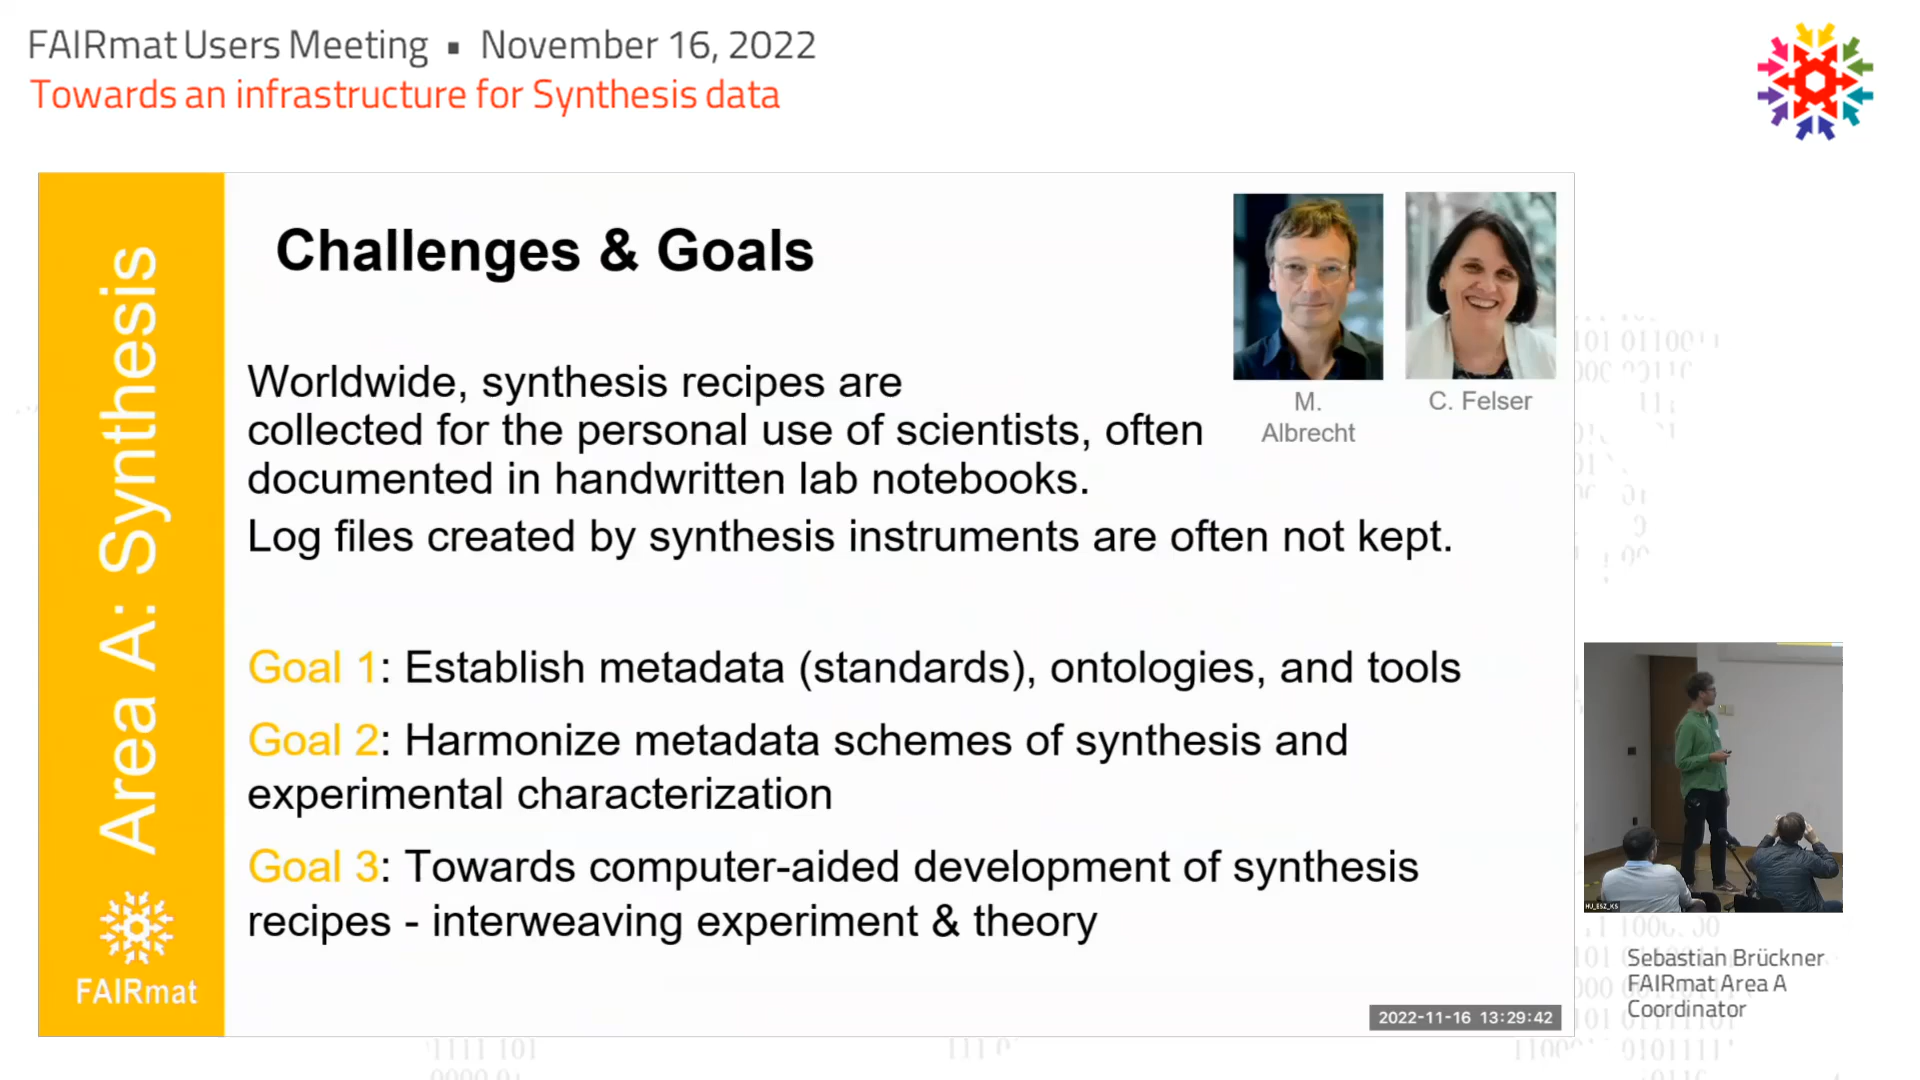 FAIRmat Users Meeting ▪ November 16, 2022
Towards an infrastructure for Synthesis data
Area A: Synthesis
FAIRmat
Challenges & Goals
M.
Albrecht
C. Felser
Worldwide, synthesis recipes are
collected for the personal use of scientists, often
documented in handwritten lab notebooks.
Log files created by synthesis instruments are often not kept.
Goal 1: Establish metadata (standards), ontologies, and tools
Goal 2: Harmonize metadata schemes of synthesis and
experimental characterization
Goal 3: Towards computer-aided development of synthesis
recipes - interweaving experiment & theory
2022-11-16 13:29:42
HU_ESZ_KS
Sebastian Brückner
FAIRmat Area A
Coordinator